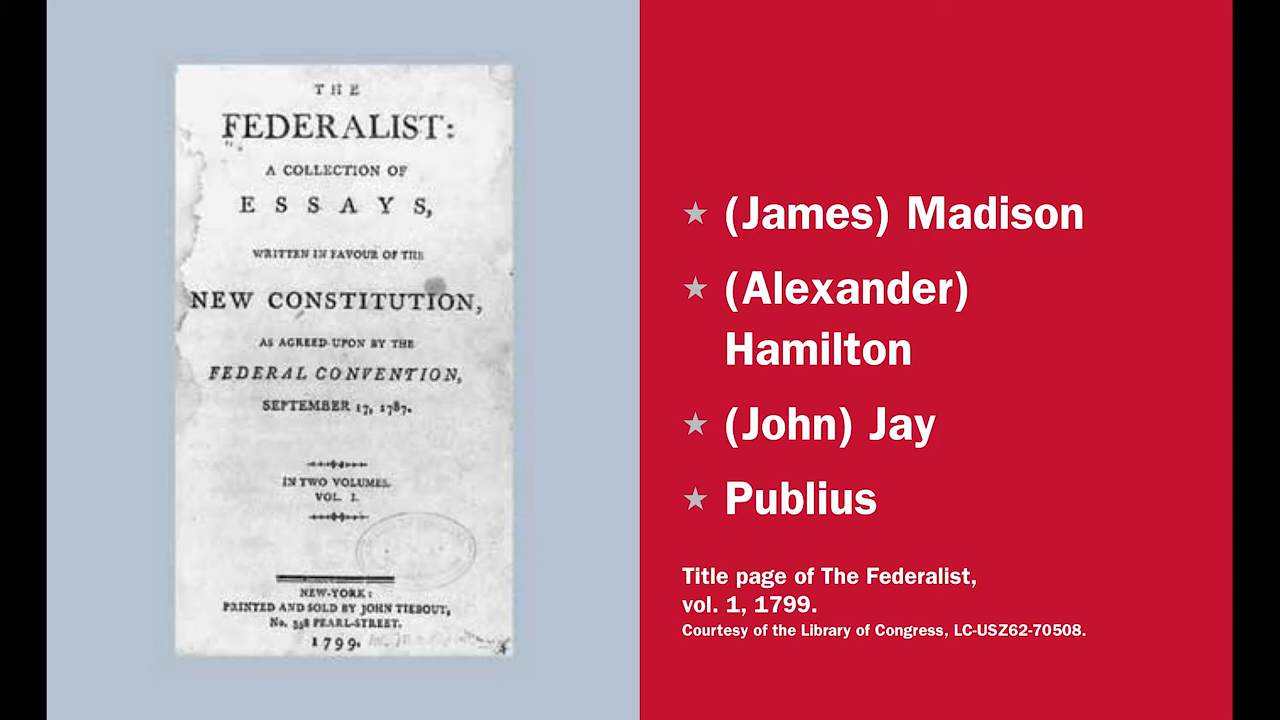 THE
FEDERALIST:
A COLLECTION OF
ESSAYS,
WRITTEN IN FAVOUR OF THE
NEW CONSTITUTION,
AS AGREED UPON BY THE
FEDERAL CONVENTION,
SEPTEMBER 17, 1787.
IN TWO VOLUMES.
VOL. I.
NEW-YORK:
PRINTED AND SOLD BY JOHN TIEBOUT,
No. 358 PEARL-STREET.
1799.
(James) Madison
(Alexander)
Hamilton
(John) Jay
Publius
Title page of The Federalist,
vol. 1, 1799.
Courtesy of the Library of Congress, LC-USZ62-70508.